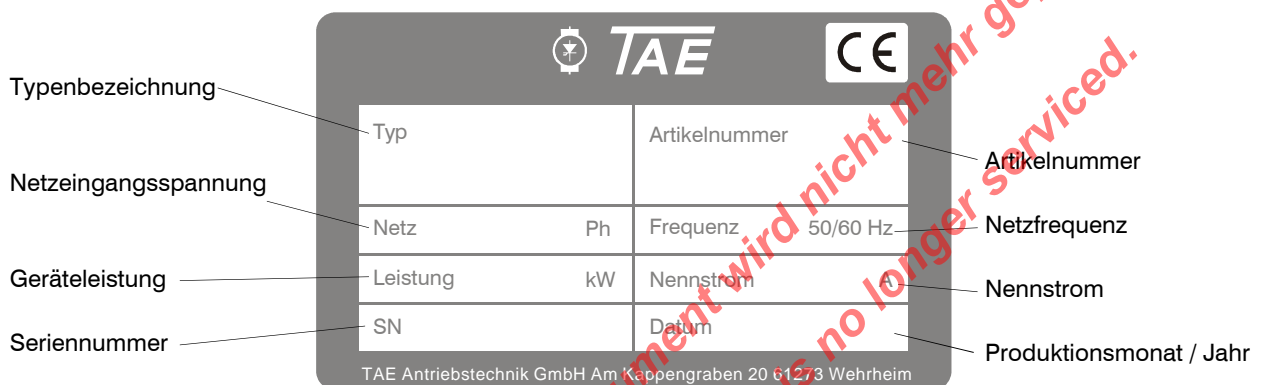 TAE CE
Typenbezeichnung
Typ Artikelnummer
Artikelnummer
Netzeingangsspannung
Netz Ph Frequenz 50/60 Hz Netzfrequenz
Geräteleistung Leistung kW Nennstrom A Nennstrom
SN Datum
Seriennummer
Produktionsmonat / Jahr
TAE Antriebstechnik GmbH Am Kappengraben 20 61273 Wehrheim
ument wird nicht mehr
is no longer serviced.